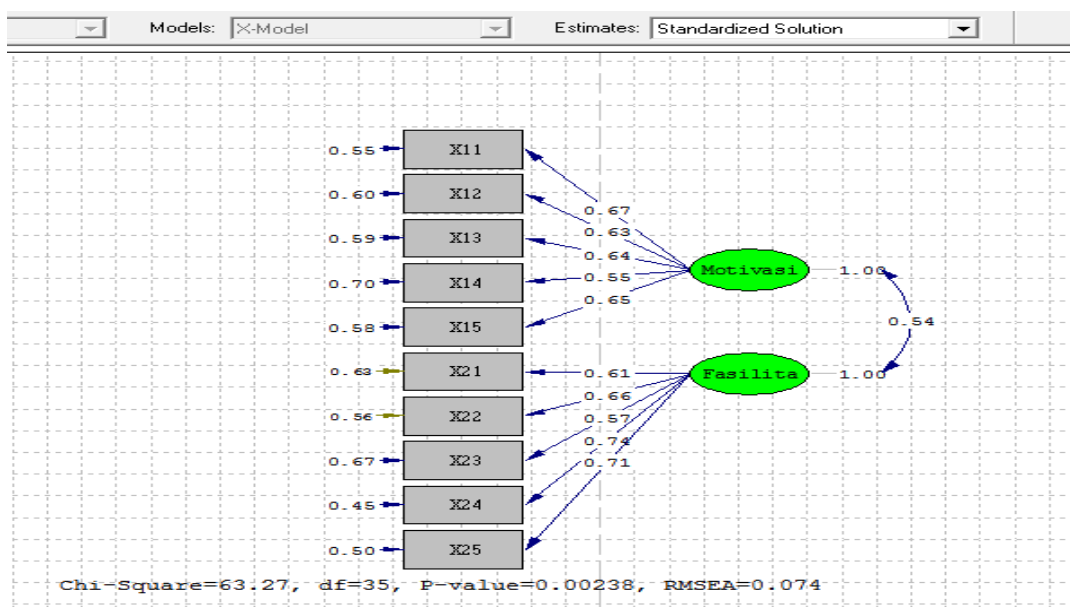 Models: X-Model Estimates: Standardized Solution
0.55 X11
0.60 X12
0.67
0.63
0.59 X13
0.64
Motivasi 1.00
0.70 X14
0.55
0.65
0.58 X15
0.54
0.63 X21 0.61 Fasilita 1.00
0.66
0.56 X22
0.57
0.74
0.67 X23 0.71
0.45 X24
0.50 X25
Chi-Square=63.27, df=35, P-value=0.00238, RMSEA=0.074